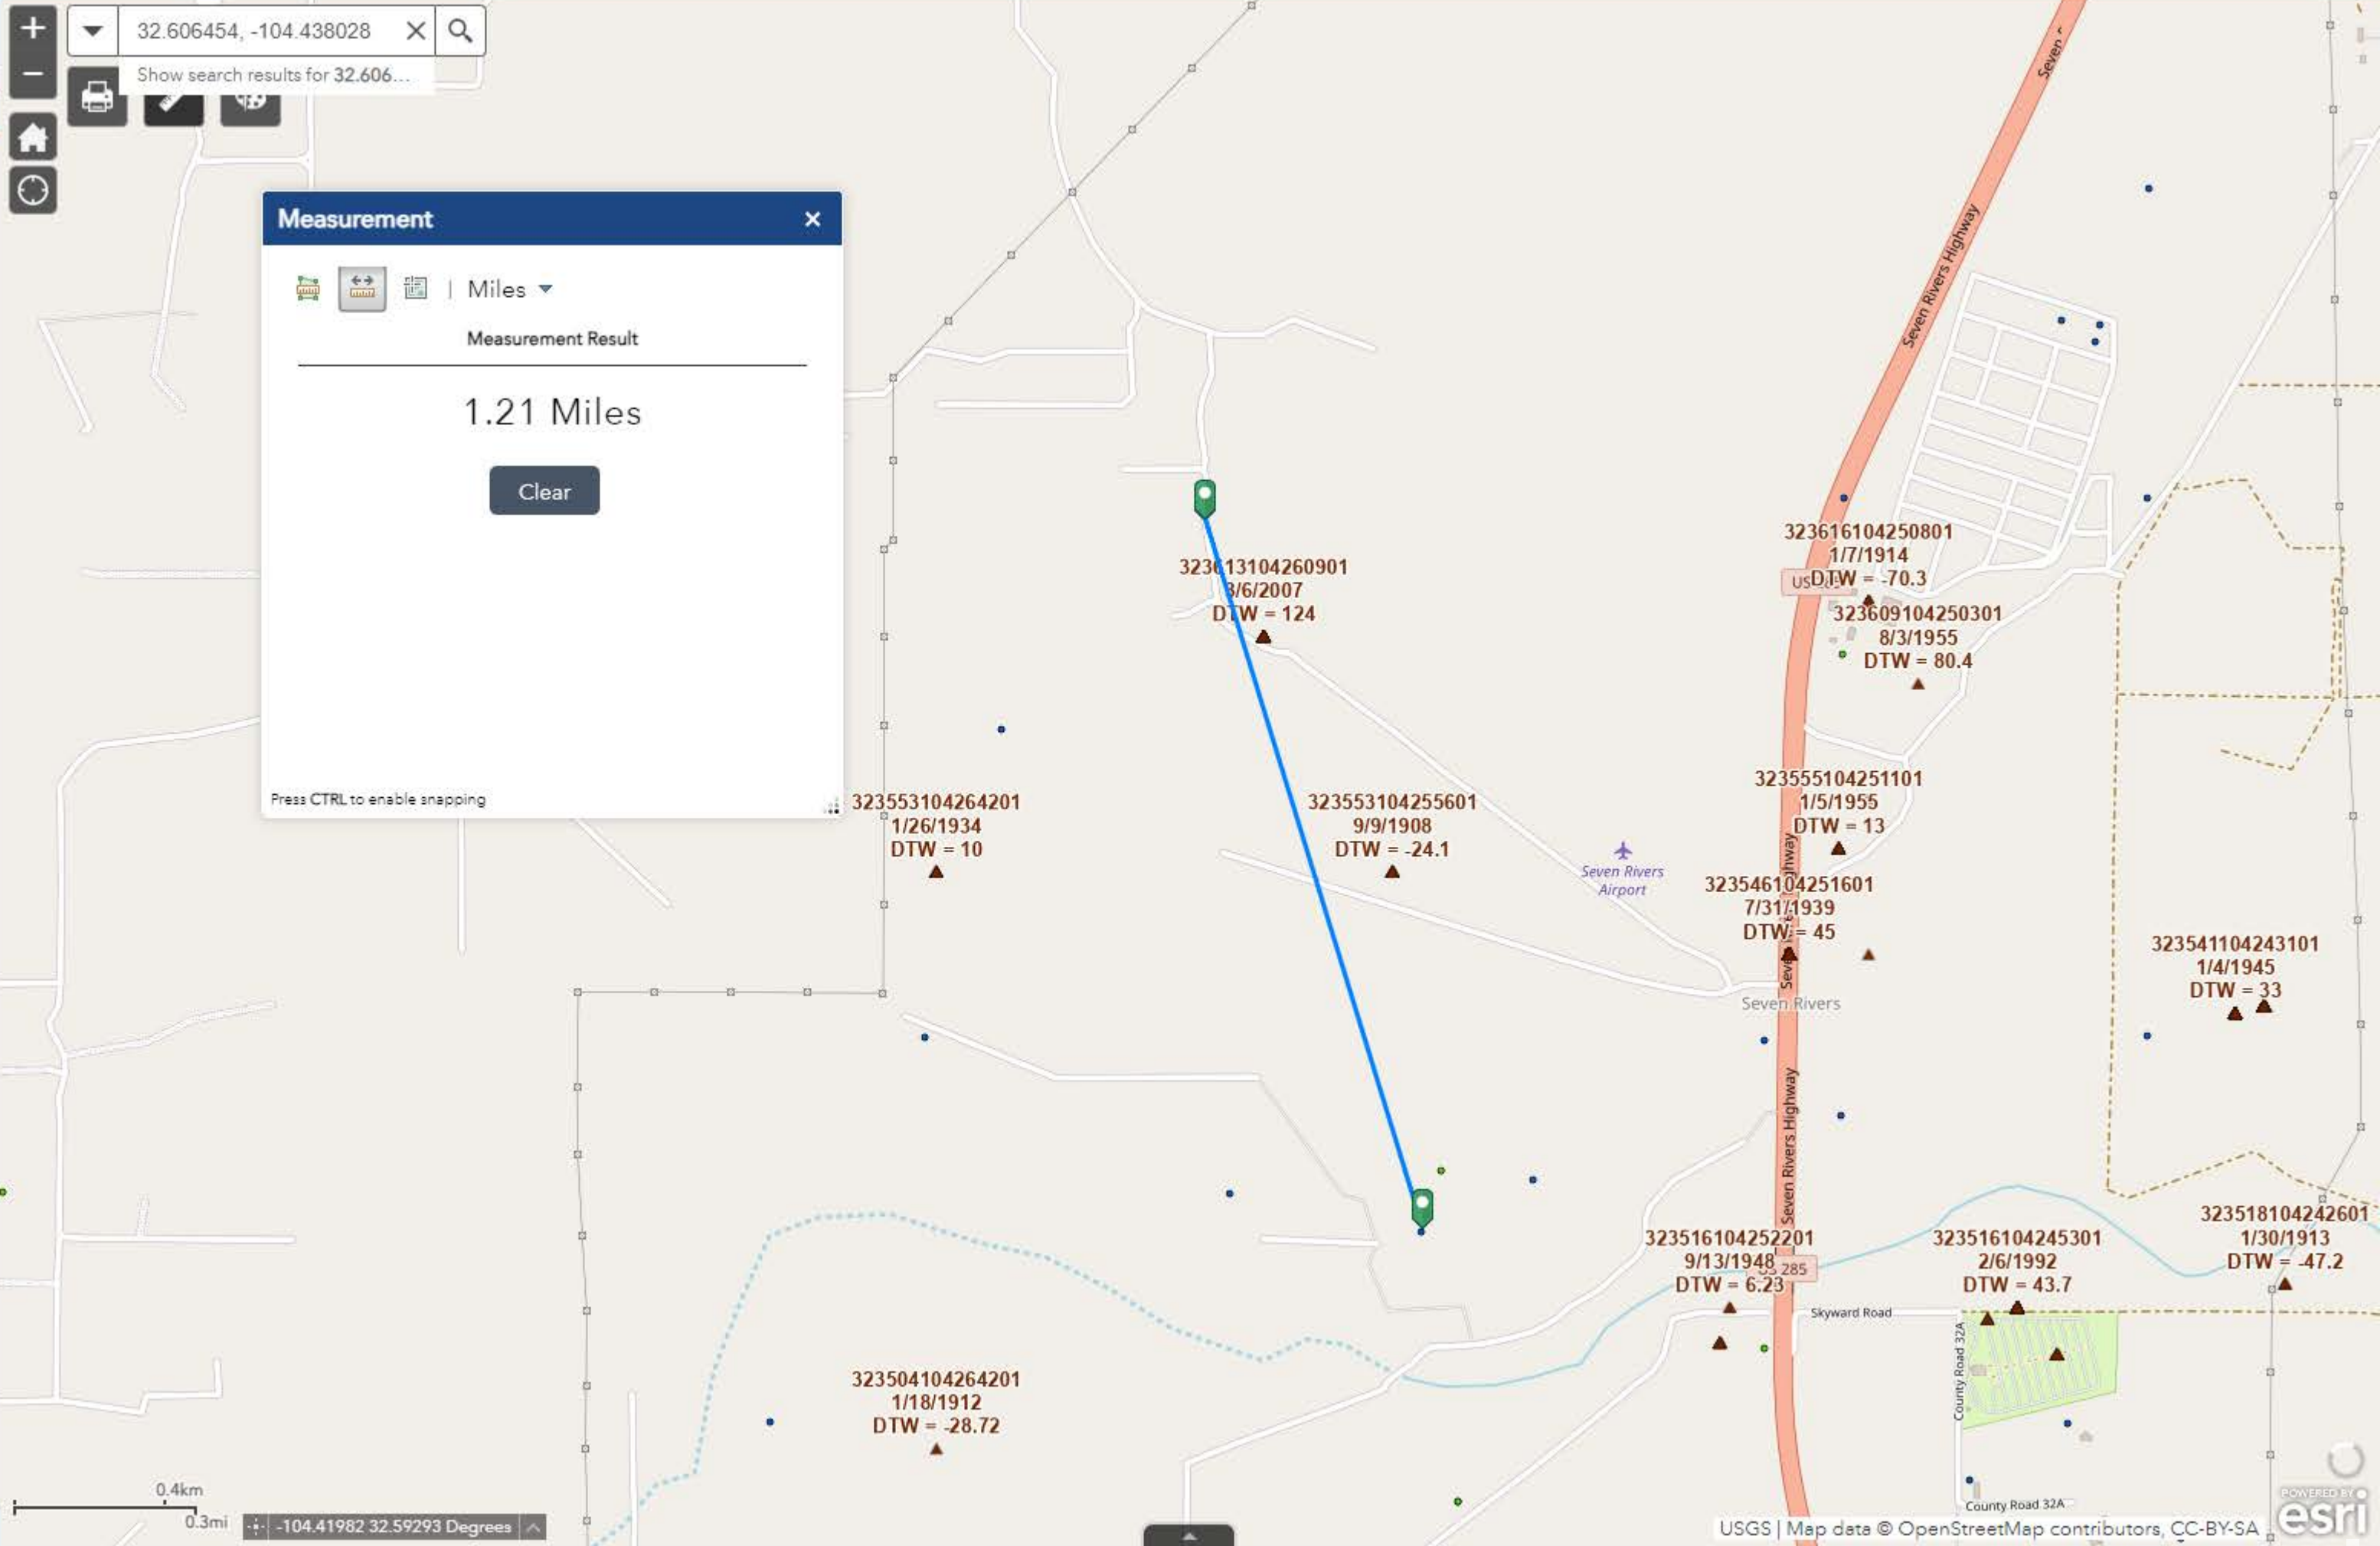 32.606454, -104.438028
Show search results for 32.606...
Measurement
Miles
Measurement Result
1.21 Miles
Clear
Press CTRL to enable snapping
Seven Rivers Highway
323613104260901
3/6/2007
DTW = 124
323616104250801
1/7/1914
DTW = -70.3
323609104250301
8/3/1955
DTW = 80.4
323553104264201
1/26/1934
DTW = 10
323553104255601
9/9/1908
DTW = -24.1
323555104251101
1/5/1955
DTW = 13
Seven Rivers
Airport
323546104251601
7/31/1939
DTW = 45
Seven Rivers
323541104243101
1/4/1945
DTW = 33
Seven Rivers Highway
323516104252201
9/13/1948
DTW = 6.23
285
323516104245301
2/6/1992
DTW = 43.7
323518104242601
1/30/1913
DTW = -47.2
Skyward Road
County Road 32A
323504104264201
1/18/1912
DTW = -28.72
County Road 32A
0.4km
0.3mi
-104.41982 32.59293 Degrees
USGS | Map data © OpenStreetMap contributors, CC-BY-SA
POWERED BY
esri